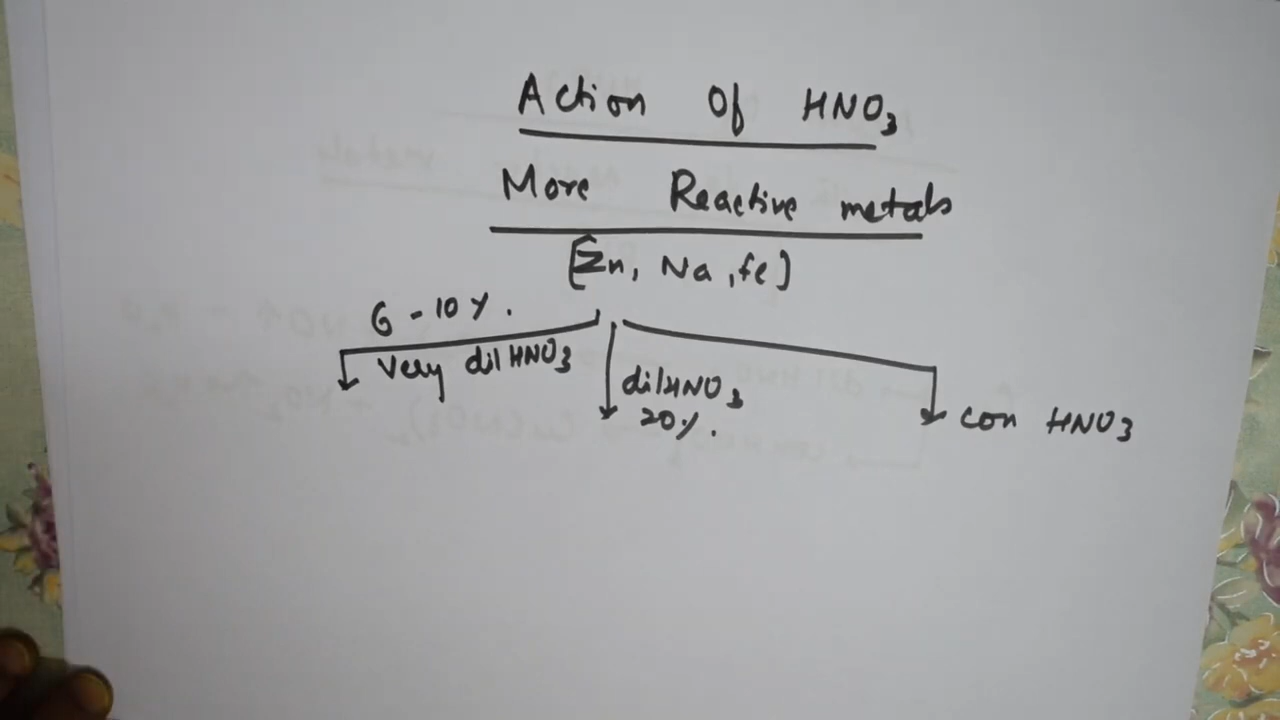 Action Of HNO3
More Reactive metals
[Zn, Na, Fe]
6 - 10 %.
Very dil HNO3
dil HNO3
20 %.
con HNO3